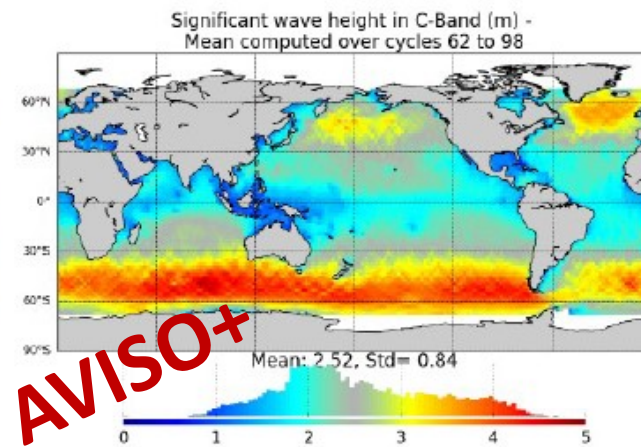 Significant wave height in C-Band (m) -
Mean computed over cycles 62 to 98
60°N
30°N
0°
30°S
60°S
90°S
Mean: 2.52, Std= 0.84
AVISO+
0 1 2 3 4 5